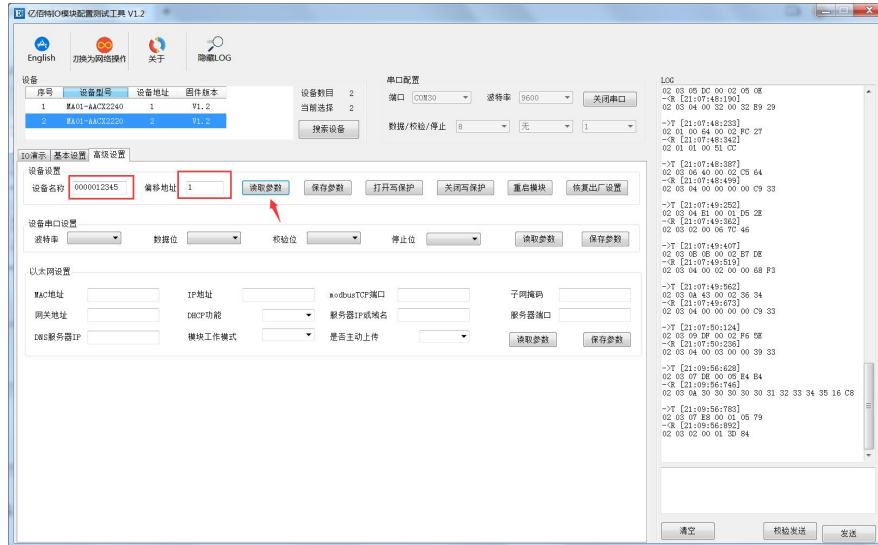 亿佰特IO模块配置测试工具 V1.2
English 刀换为网络操作 关于 隐藏LOG
设备
序号 设备型号 设备地址 固件版本
1 MA01-AACX2240 1 V1.2
2 MA01-AACX2220 2 V1.2
设备数目 2
当前选择 2
搜索设备
串口配置
端口 COM30 波特率 9600 关闭串口
数据/校验/停止 8 无 1
IO演示 基本设置 高级设置
设备设置
设备名称 0000012345 偏移地址 1 读取参数 保存参数 打开写保护 关闭写保护 重启模块 恢复出厂设置
设备串口设置
波特率 数据位 校验位 停止位 读取参数 保存参数
以太网设置
MAC地址 IP地址 modbusTCP端口 子网掩码
网关地址 DHCP功能 服务器IP或域名 服务器端口
DNS服务器IP 模块工作模式 是否主动上传 读取参数 保存参数
LOG
02 03 05 DC 00 02 05 0E
-<R [21:07:48:190]
02 03 04 00 32 00 32 E9 29
->T [21:07:48:233]
02 01 00 64 00 02 FC 27
-<R [21:07:48:342]
02 01 01 00 51 CC
->T [21:07:48:387]
02 03 06 40 00 02 C5 64
-<R [21:07:48:499]
02 03 04 00 00 00 00 C9 33
->T [21:07:49:252]
02 03 04 B1 00 01 D5 2E
-<R [21:07:49:362]
02 03 02 00 06 7C 46
->T [21:07:49:407]
02 03 0B 0B 00 02 B7 DE
-<R [21:07:49:519]
02 03 04 00 02 00 00 68 F3
->T [21:07:49:562]
02 03 0A 43 00 02 36 34
-<R [21:07:49:673]
02 03 04 00 00 00 00 C9 33
->T [21:07:50:124]
02 03 09 DF 00 02 F6 5E
-<R [21:07:50:236]
02 03 04 00 03 00 00 39 33
->T [21:09:56:628]
02 03 07 DE 00 05 E4 B4
-<R [21:09:56:746]
02 03 0A 30 30 30 30 30 31 32 33 34 35 16 C8
->T [21:09:56:783]
02 03 07 E8 00 01 05 79
-<R [21:09:56:892]
02 03 02 00 01 3D 84
清空 校验发送 发送